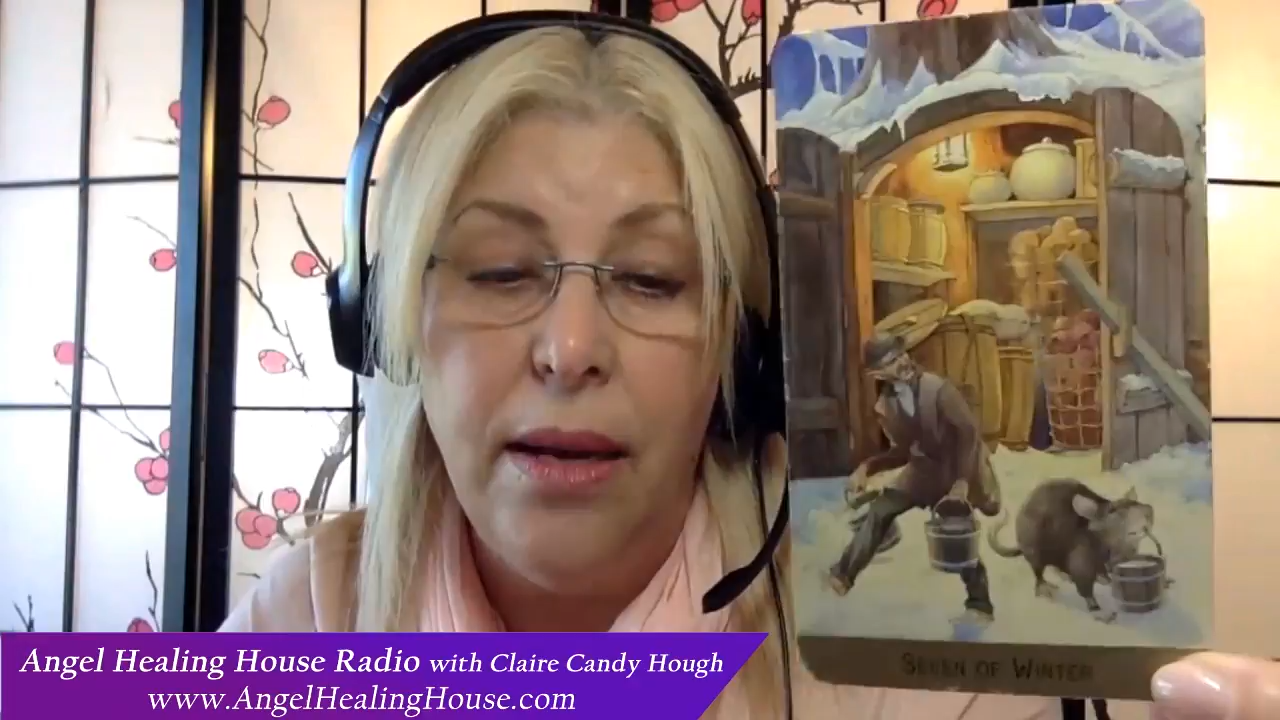 SEVEN OF WINTER
Angel Healing House Radio with Claire Candy Hough
www.AngelHealingHouse.com